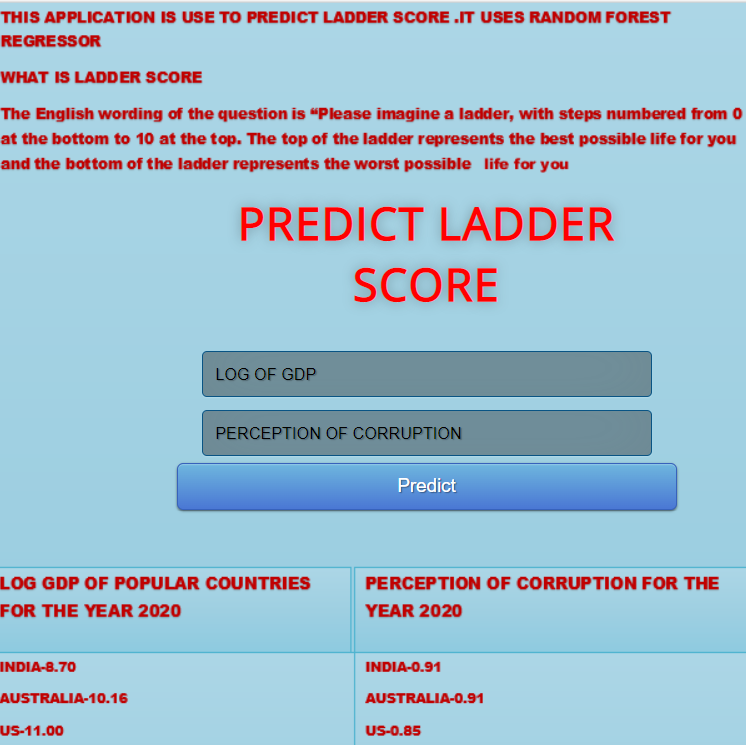 THIS APPLICATION IS USE TO PREDICT LADDER SCORE .IT USES RANDOM FOREST
REGRESSOR
WHAT IS LADDER SCORE
The English wording of the question is “Please imagine a ladder, with steps numbered from 0
at the bottom to 10 at the top. The top of the ladder represents the best possible life for you
and the bottom of the ladder represents the worst possible life for you
PREDICT LADDER
SCORE
LOG OF GDP
PERCEPTION OF CORRUPTION
Predict
LOG GDP OF POPULAR COUNTRIES
FOR THE YEAR 2020
PERCEPTION OF CORRUPTION FOR THE
YEAR 2020
INDIA-8.70
INDIA-0.91
AUSTRALIA-10.16
AUSTRALIA-0.91
US-11.00
US-0.85